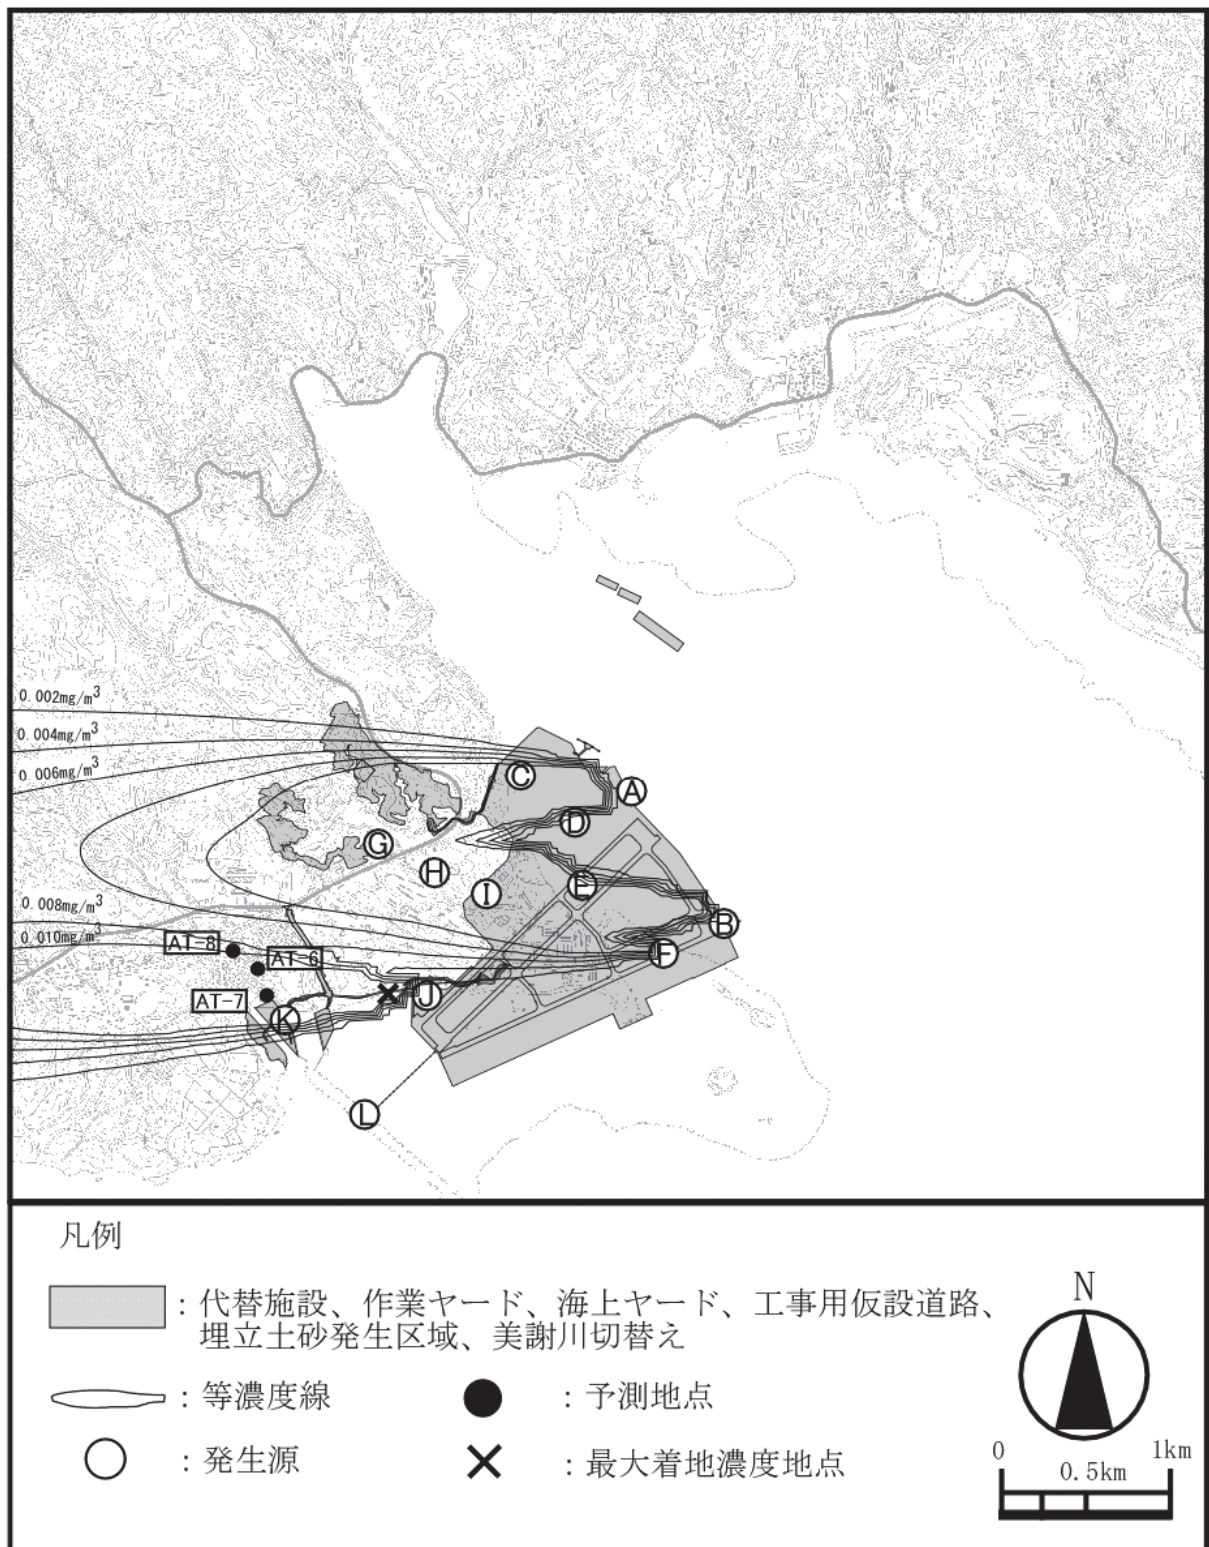 0.002mg/m³
0.004mg/m³
0.006mg/m³
C
A
D
G
H
E
I
0.008mg/m³
B
0.010mg/m³
AT-8
AT-6
F
AT-7
J
K
L
凡例
：代替施設、作業ヤード、海上ヤード、工事用仮設道路、
埋立土砂発生区域、美謝川切替え
：等濃度線
：予測地点
：発生源
：最大着地濃度地点
N
0
1km
0.5km